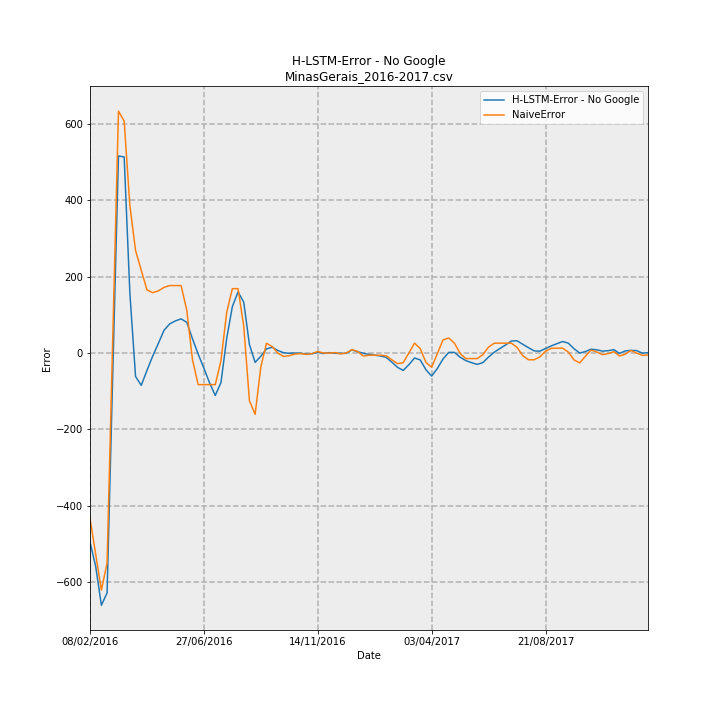 H-LSTM-Error - No Google
MinasGerais_2016-2017.csv
H-LSTM-Error - No Google
NaiveError
600
400
200
0
−200
−400
−600
Error
08/02/2016
27/06/2016
14/11/2016
03/04/2017
21/08/2017
Date